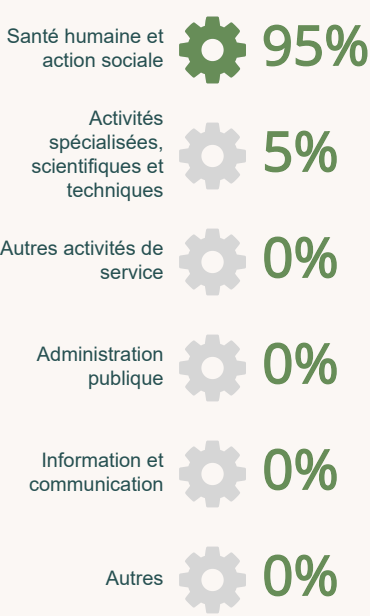 Santé humaine et
action sociale
95%
Activités
spécialisées,
scientifiques et
techniques
5%
Autres activités de
service
0%
Administration
publique
0%
Information et
communication
0%
Autres
0%